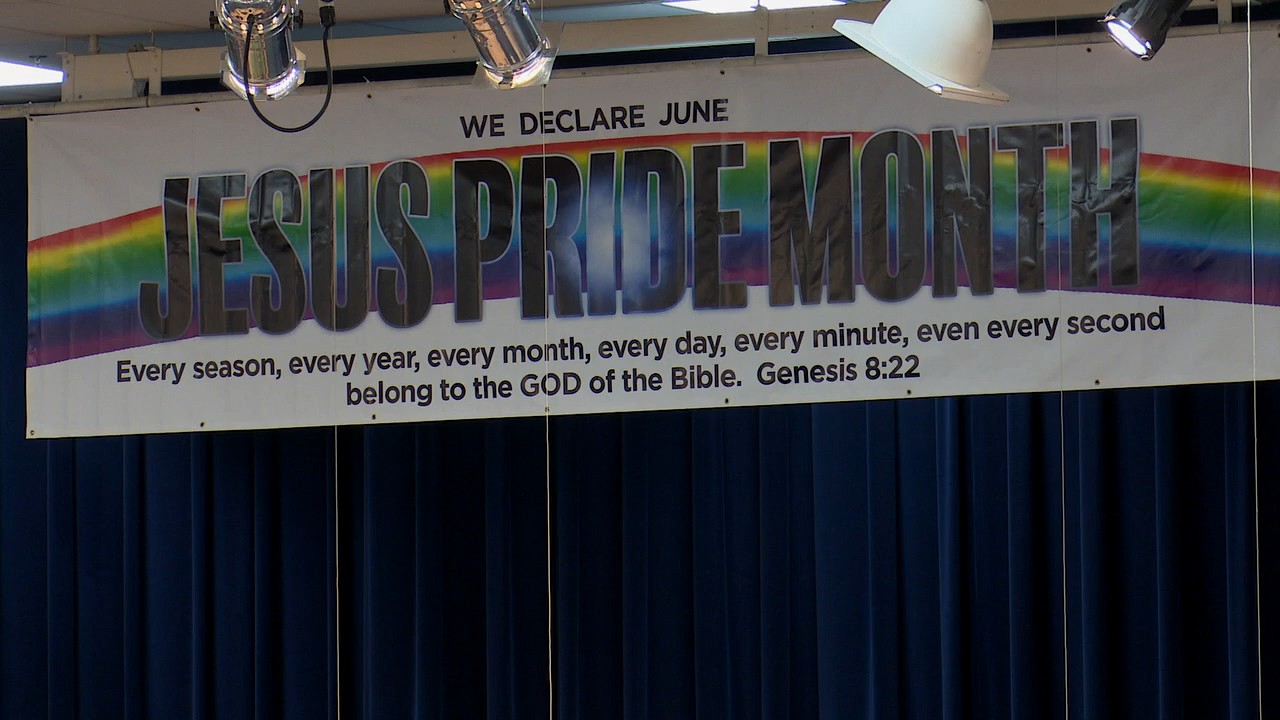 WE DECLARE JUNE
JESUS PRIDE MONTH
Every season, every year, every month, every day, every minute, even every second
belong to the GOD of the Bible. Genesis 8:22